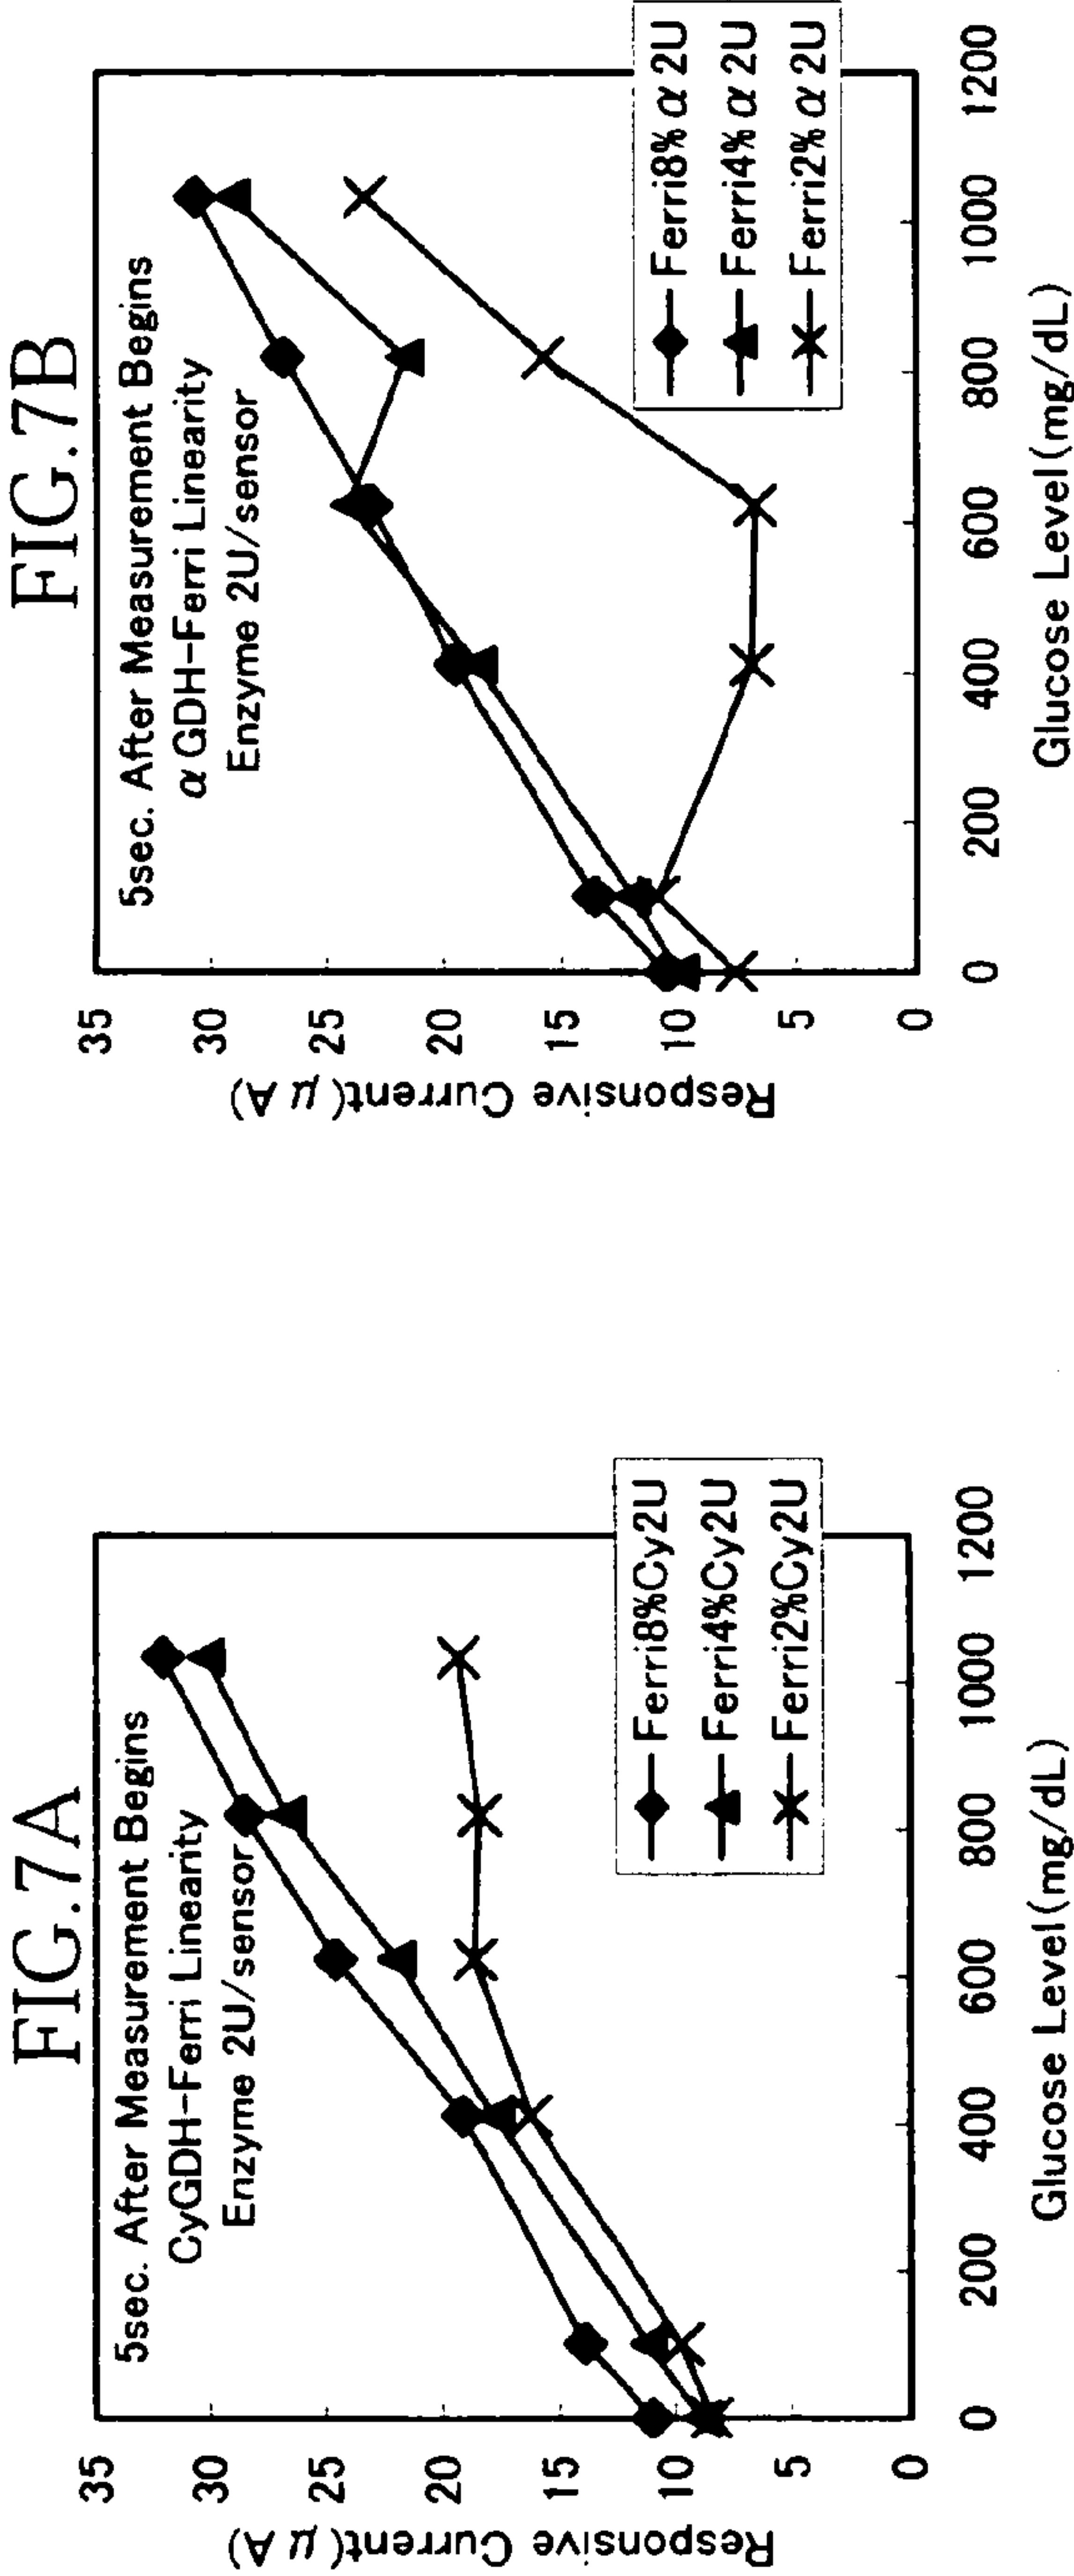 FIG.7A
5sec. After Measurement Begins
CyGDH-Ferri Linearity
Enzyme 2U/sensor
35
30
25
20
15
10
5
0
Responsive Current(μA)
0 200 400 600 800 1000 1200
Glucose Level(mg/dL)
Ferri8%Cy2U
Ferri4%Cy2U
Ferri2%Cy2U
FIG.7B
5sec. After Measurement Begins
αGDH-Ferri Linearity
Enzyme 2U/sensor
35
30
25
20
15
10
5
0
Responsive Current(μA)
0 200 400 600 800 1000 1200
Glucose Level(mg/dL)
Ferri8%α2U
Ferri4%α2U
Ferri2%α2U